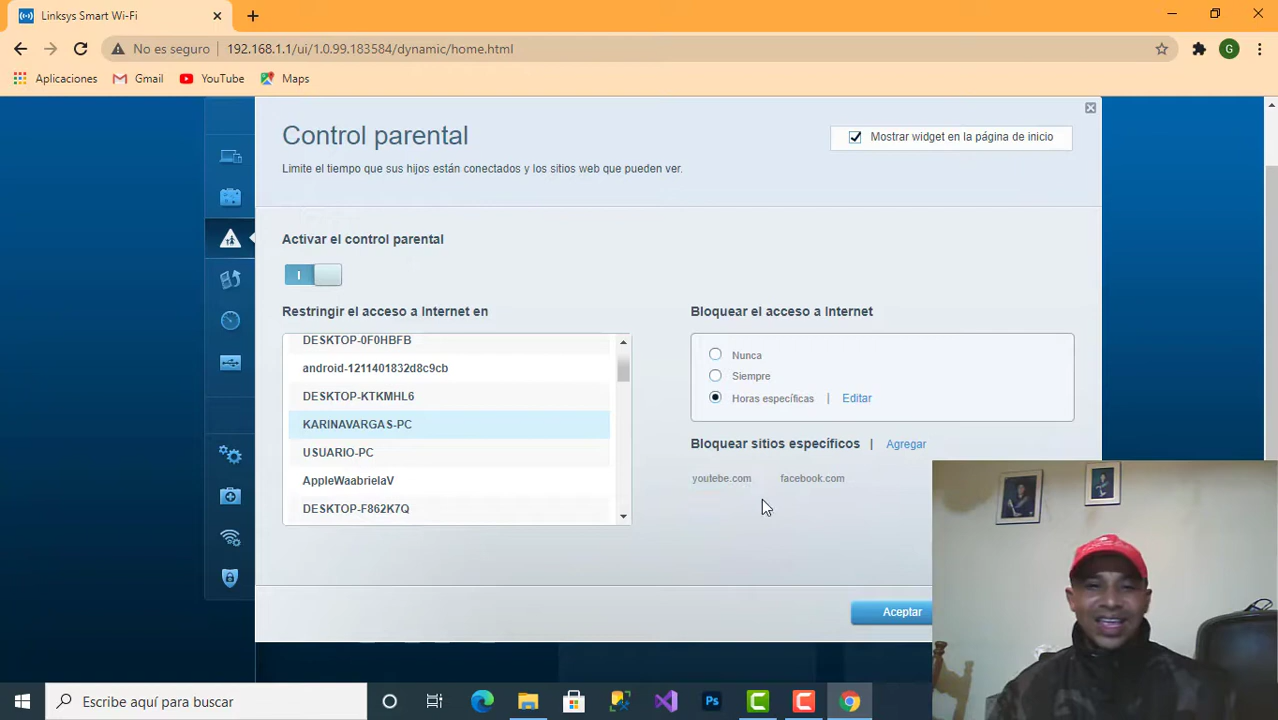 Linksys Smart Wi-Fi
No es seguro 192.168.1.1/ui/1.0.99.183584/dynamic/home.html
G
Aplicaciones Gmail YouTube Maps
Control parental
Mostrar widget en la página de inicio
Limite el tiempo que sus hijos están conectados y los sitios web que pueden ver.
Activar el control parental
I
Restringir el acceso a Internet en
DESKTOP-0F0HBFB
android-1211401832d8c9cb
DESKTOP-KTKMHL6
KARINAVARGAS-PC
USUARIO-PC
AppleWaabrielaV
DESKTOP-F862K7Q
Bloquear el acceso a Internet
Nunca
Siempre
Horas específicas | Editar
Bloquear sitios específicos | Agregar
youtebe.com facebook.com
Aceptar
Escribe aquí para buscar
Ps